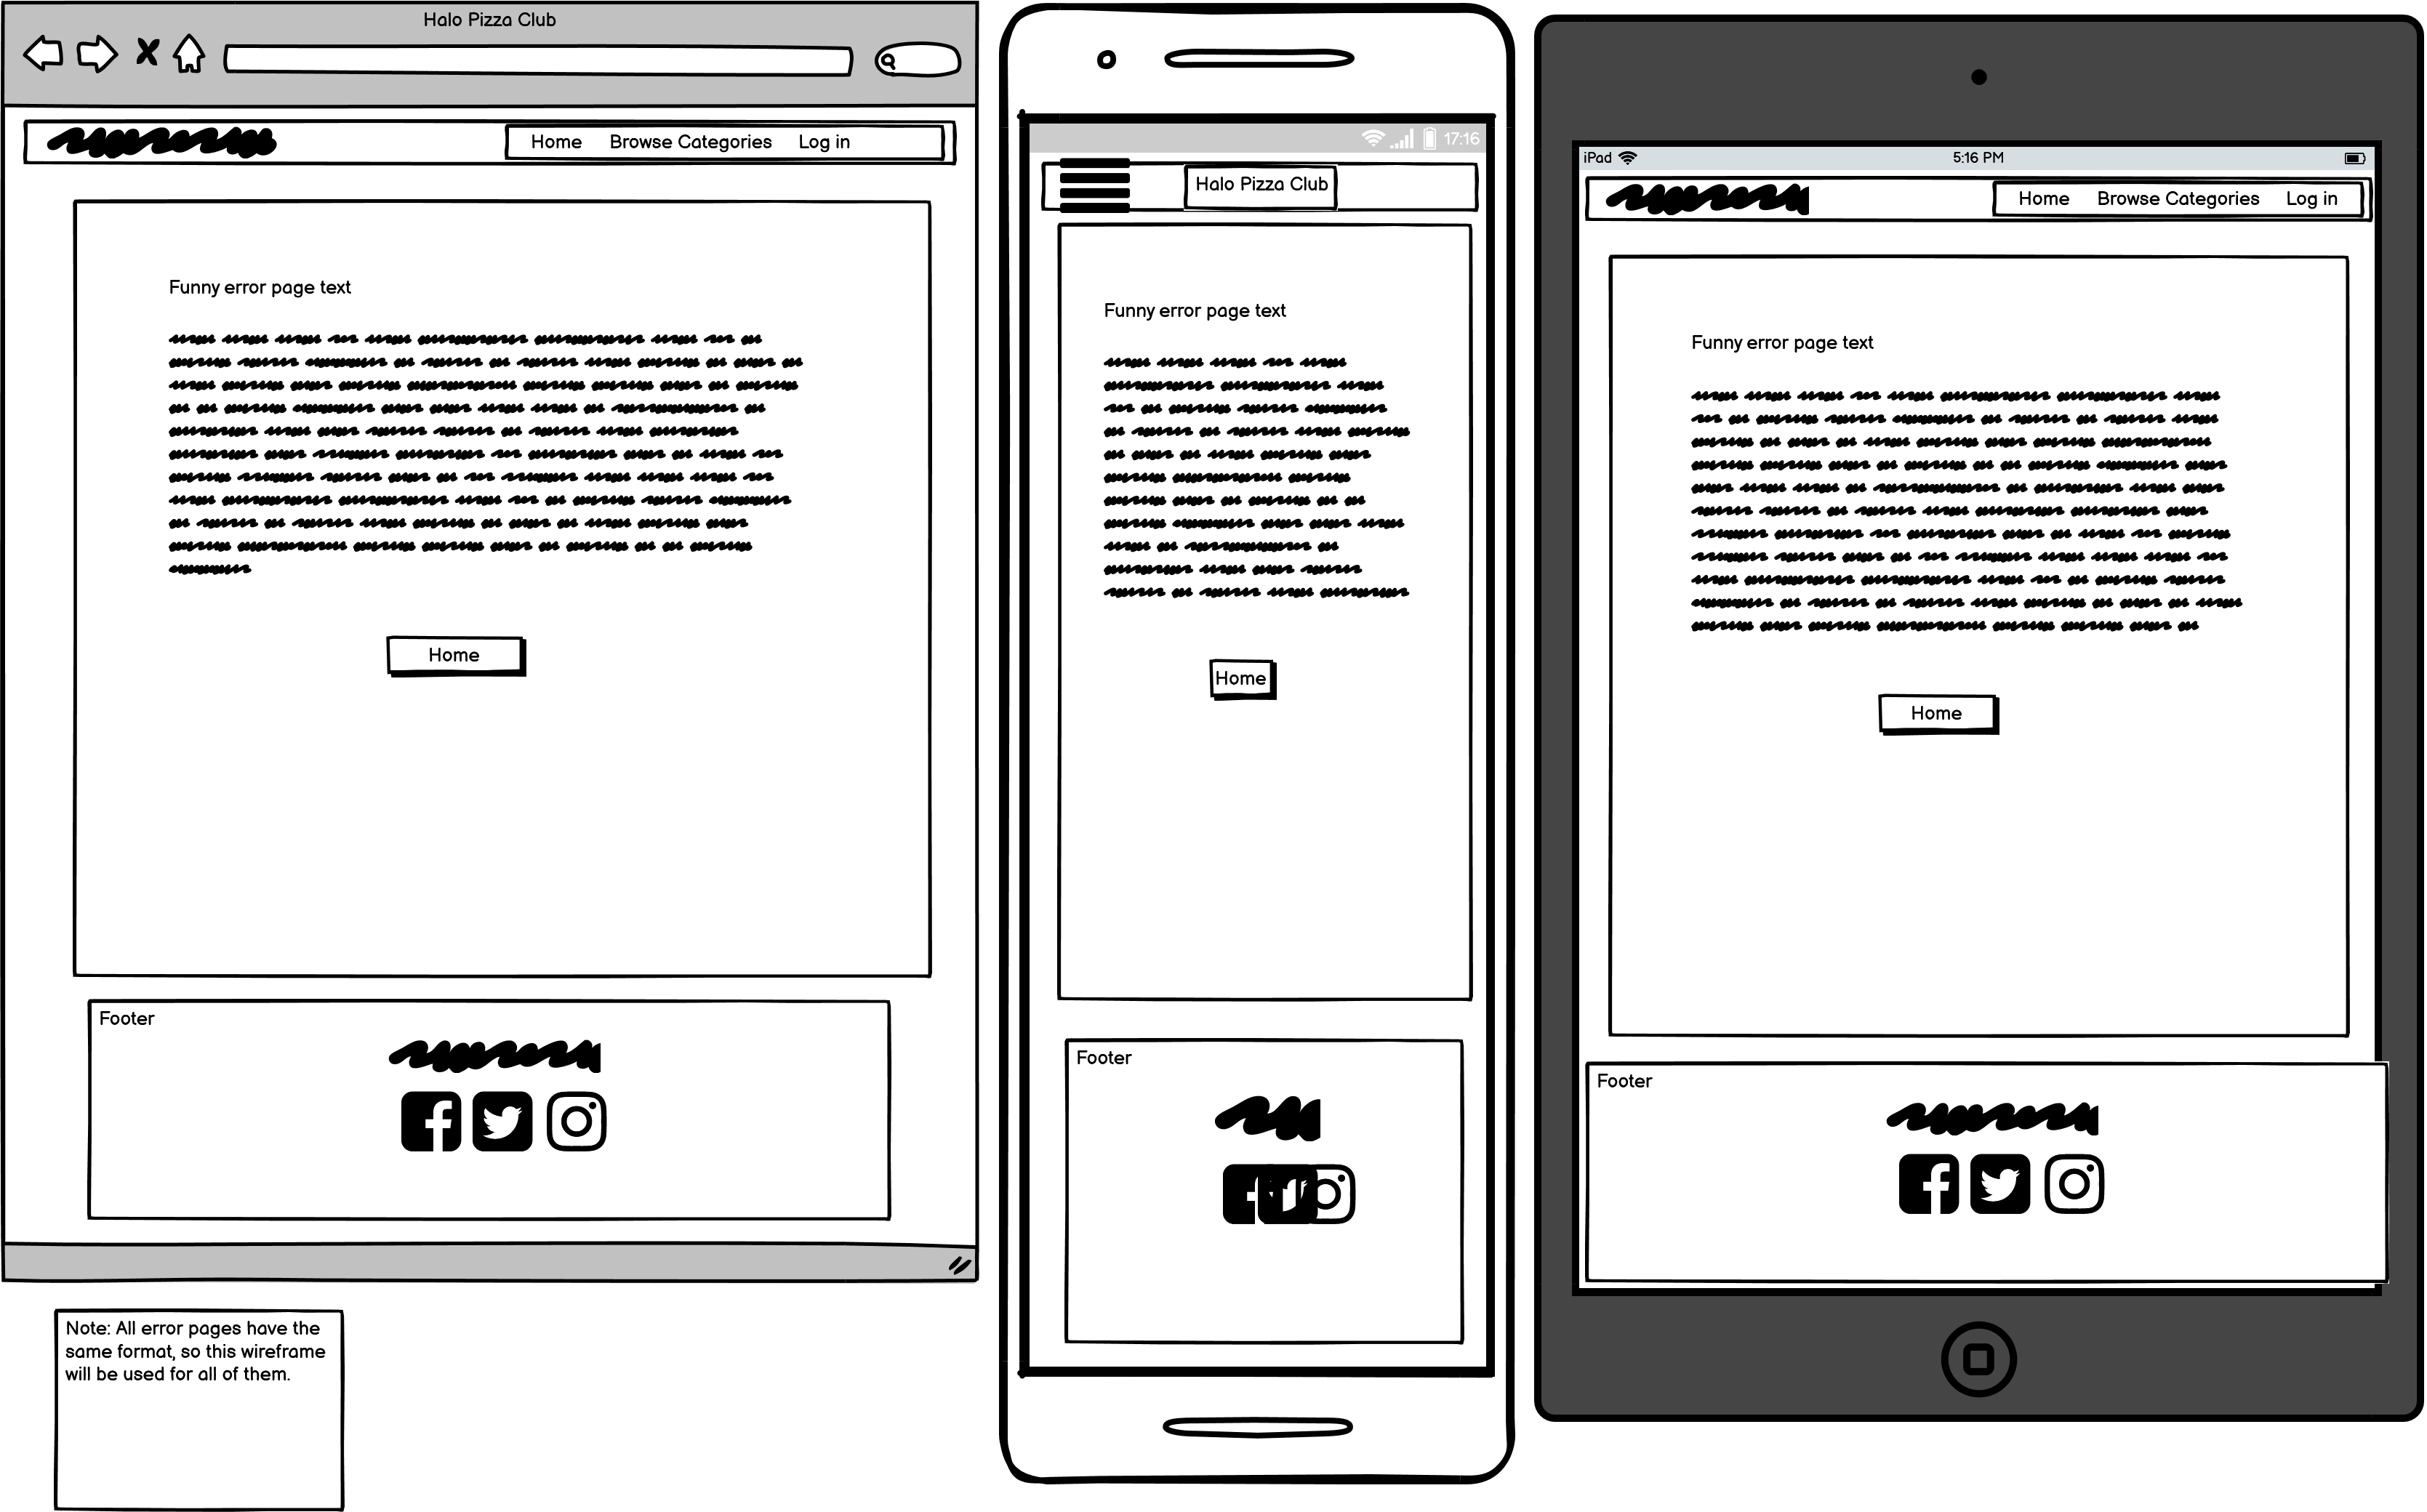 Halo Pizza Club
Home Browse Categories Log in
Funny error page text
Home
Footer
Note: All error pages have the
same format, so this wireframe
will be used for all of them.
17:16
Halo Pizza Club
Funny error page text
Home
Footer
iPad 5:16 PM
Home Browse Categories Log in
Funny error page text
Home
Footer